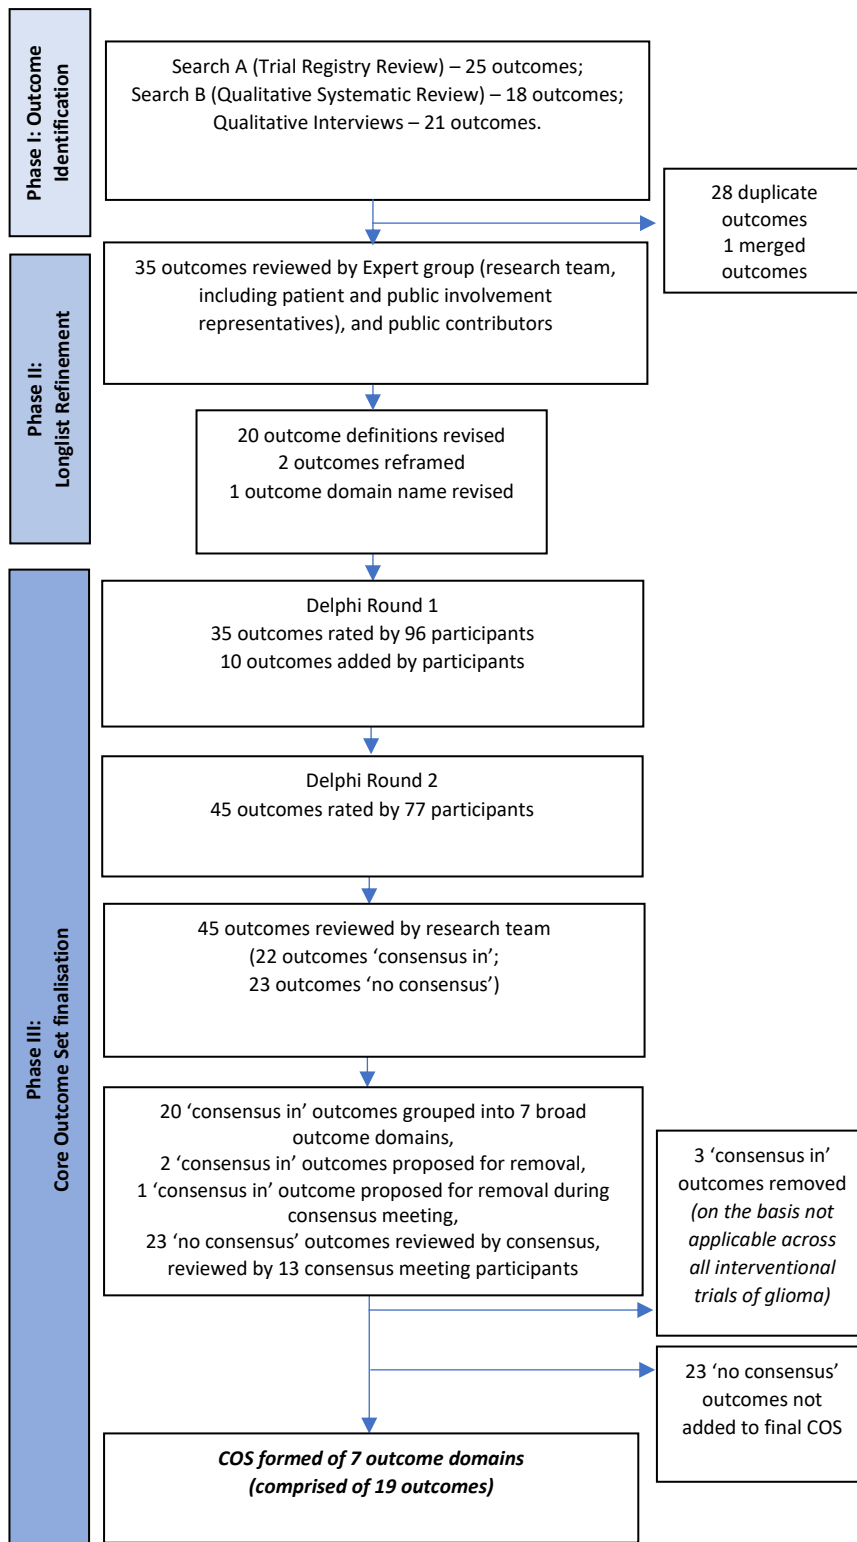 Phase I: Outcome
Identification
Search A (Trial Registry Review) – 25 outcomes;
Search B (Qualitative Systematic Review) – 18 outcomes;
Qualitative Interviews – 21 outcomes.
28 duplicate
outcomes
1 merged
outcomes
Phase II:
Longlist Refinement
35 outcomes reviewed by Expert group (research team,
including patient and public involvement
representatives), and public contributors
20 outcome definitions revised
2 outcomes reframed
1 outcome domain name revised
Phase III:
Core Outcome Set finalisation
Delphi Round 1
35 outcomes rated by 96 participants
10 outcomes added by participants
Delphi Round 2
45 outcomes rated by 77 participants
45 outcomes reviewed by research team
(22 outcomes ‘consensus in’;
23 outcomes ‘no consensus’)
20 ‘consensus in’ outcomes grouped into 7 broad
outcome domains,
2 ‘consensus in’ outcomes proposed for removal,
1 ‘consensus in’ outcome proposed for removal during
consensus meeting,
23 ‘no consensus’ outcomes reviewed by consensus,
reviewed by 13 consensus meeting participants
3 ‘consensus in’
outcomes removed
(on the basis not
applicable across
all interventional
trials of glioma)
23 ‘no consensus’
outcomes not
added to final COS
COS formed of 7 outcome domains
(comprised of 19 outcomes)